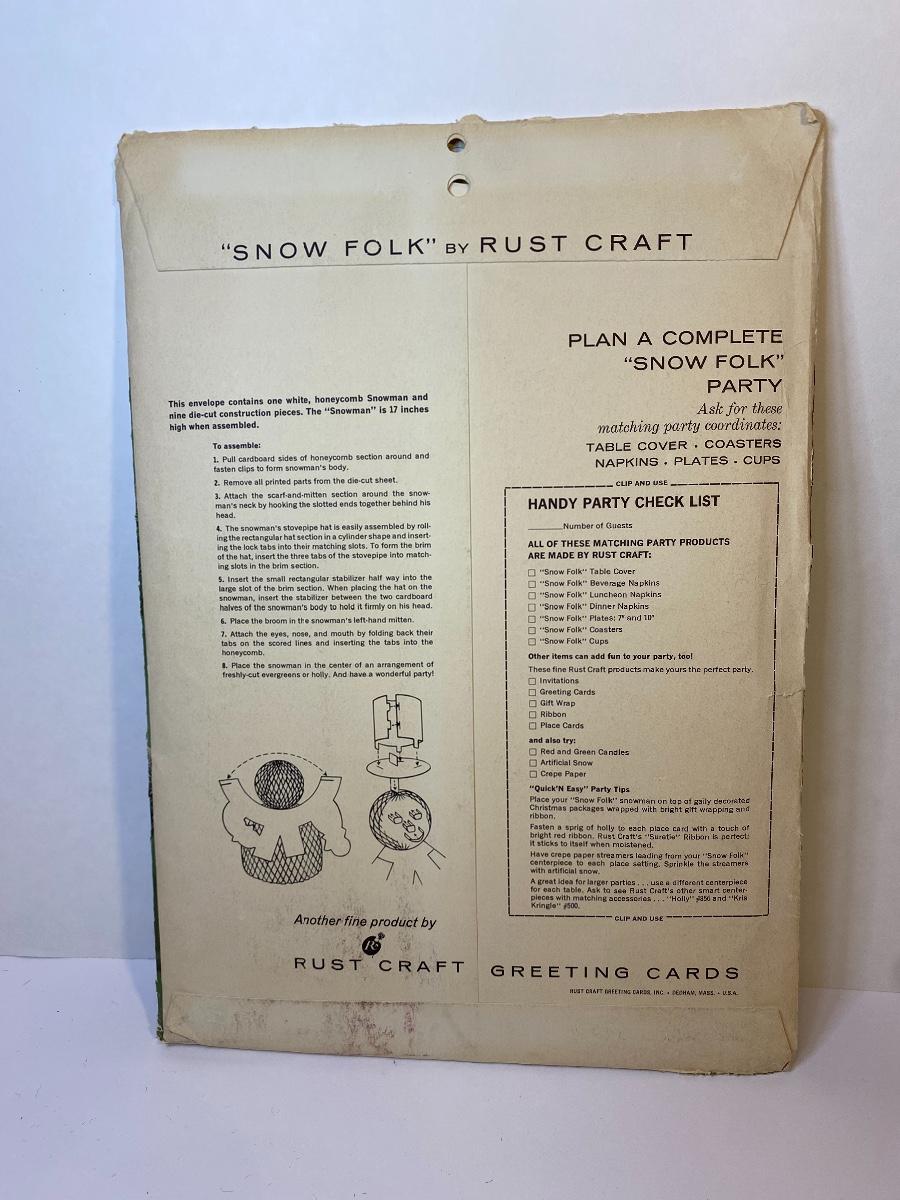 "SNOW FOLK" BY RUST CRAFT
This envelope contains one white, honeycomb Snowman and
nine die-cut construction pieces. The "Snowman" is 17 inches
high when assembled.
To assemble:
1. Pull cardboard sides of honeycomb section around and
fasten clips to form snowman's body.
2. Remove all printed parts from the die-cut sheet.
3. Attach the scarf-and-mitten section around the snow-
man's neck by hooking the slotted ends together behind his
head.
4. The snowman's stovepipe hat is easily assembled by roll-
ing the rectangular hat section in a cylinder shape and insert-
ing the lock tabs into their matching slots. To form the brim
of the hat, insert the three tabs of the stovepipe into match-
ing slots in the brim section.
5. Insert the small rectangular stabilizer half way into the
large slot of the brim section. When placing the hat on the
snowman, insert the stabilizer between the two cardboard
halves of the snowman's body to hold it firmly on his head.
6. Place the broom in the snowman's left-hand mitten.
7. Attach the eyes, nose, and mouth by folding back their
tabs on the scored lines and inserting the tabs into the
honeycomb.
8. Place the snowman in the center of an arrangement of
freshly-cut evergreens or holly. And have a wonderful party!
Another fine product by
R
RUST CRAFT GREETING CARDS
RUST CRAFT GREETING CARDS, INC. • DEDHAM, MASS. • U.S.A.
PLAN A COMPLETE
"SNOW FOLK"
PARTY
Ask for these
matching party coordinates:
TABLE COVER • COASTERS
NAPKINS • PLATES • CUPS
CLIP AND USE
HANDY PARTY CHECK LIST
______Number of Guests
ALL OF THESE MATCHING PARTY PRODUCTS
ARE MADE BY RUST CRAFT:
☐ "Snow Folk" Table Cover
☐ "Snow Folk" Beverage Napkins
☐ "Snow Folk" Luncheon Napkins
☐ "Snow Folk" Dinner Napkins
☐ "Snow Folk" Plates: 7" and 10"
☐ "Snow Folk" Coasters
☐ "Snow Folk" Cups
Other items can add fun to your party, too!
These fine Rust Craft products make yours the perfect party.
☐ Invitations
☐ Greeting Cards
☐ Gift Wrap
☐ Ribbon
☐ Place Cards
and also try:
☐ Red and Green Candles
☐ Artificial Snow
☐ Crepe Paper
"Quick'N Easy" Party Tips
Place your "Snow Folk" snowman on top of gaily decorated
Christmas packages wrapped with bright gift wrapping and
ribbon.
Fasten a sprig of holly to each place card with a touch of
bright red ribbon. Rust Craft's "Suretie" Ribbon is perfect;
it sticks to itself when moistened.
Have crepe paper streamers leading from your "Snow Folk"
centerpiece to each place setting. Sprinkle the streamers
with artificial snow.
A great idea for larger parties . . . use a different centerpiece
for each table. Ask to see Rust Craft's other smart center-
pieces with matching accessories . . . "Holly" #856 and "Kris
Kringle" #500.
CLIP AND USE